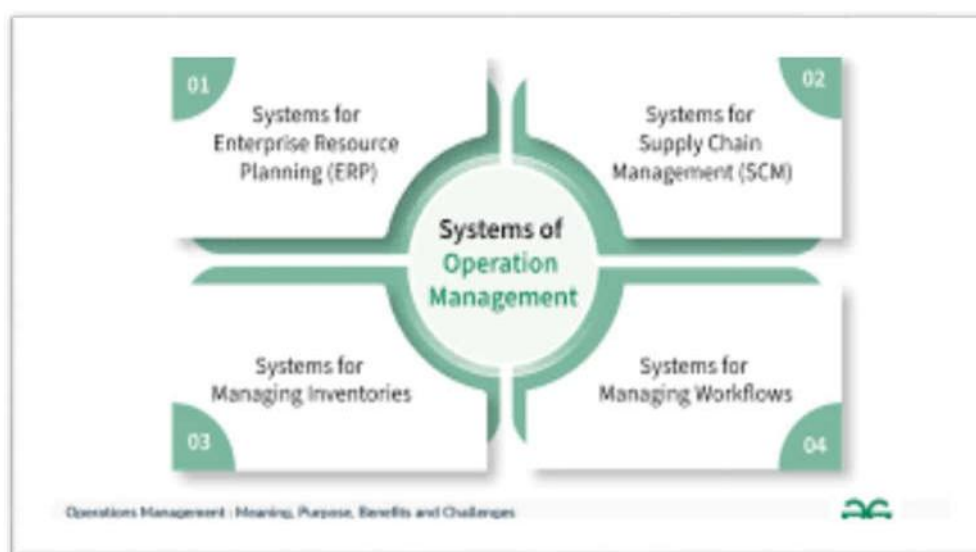 01
Systems for
Enterprise Resource
Planning (ERP)
02
Systems for
Supply Chain
Management (SCM)
Systems of
Operation
Management
Systems for
Managing Inventories
03
Systems for
Managing Workflows
04
Operations Management : Meaning, Purpose, Benefits and Challenges